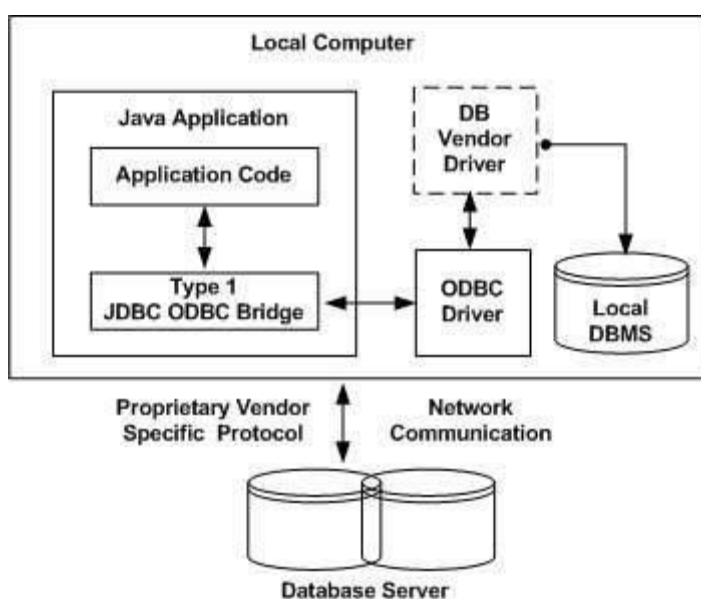 Local Computer
Java Application
Application Code
Type 1
JDBC ODBC Bridge
DB
Vendor
Driver
ODBC
Driver
Local
DBMS
Proprietary Vendor
Specific Protocol
Network
Communication
Database Server